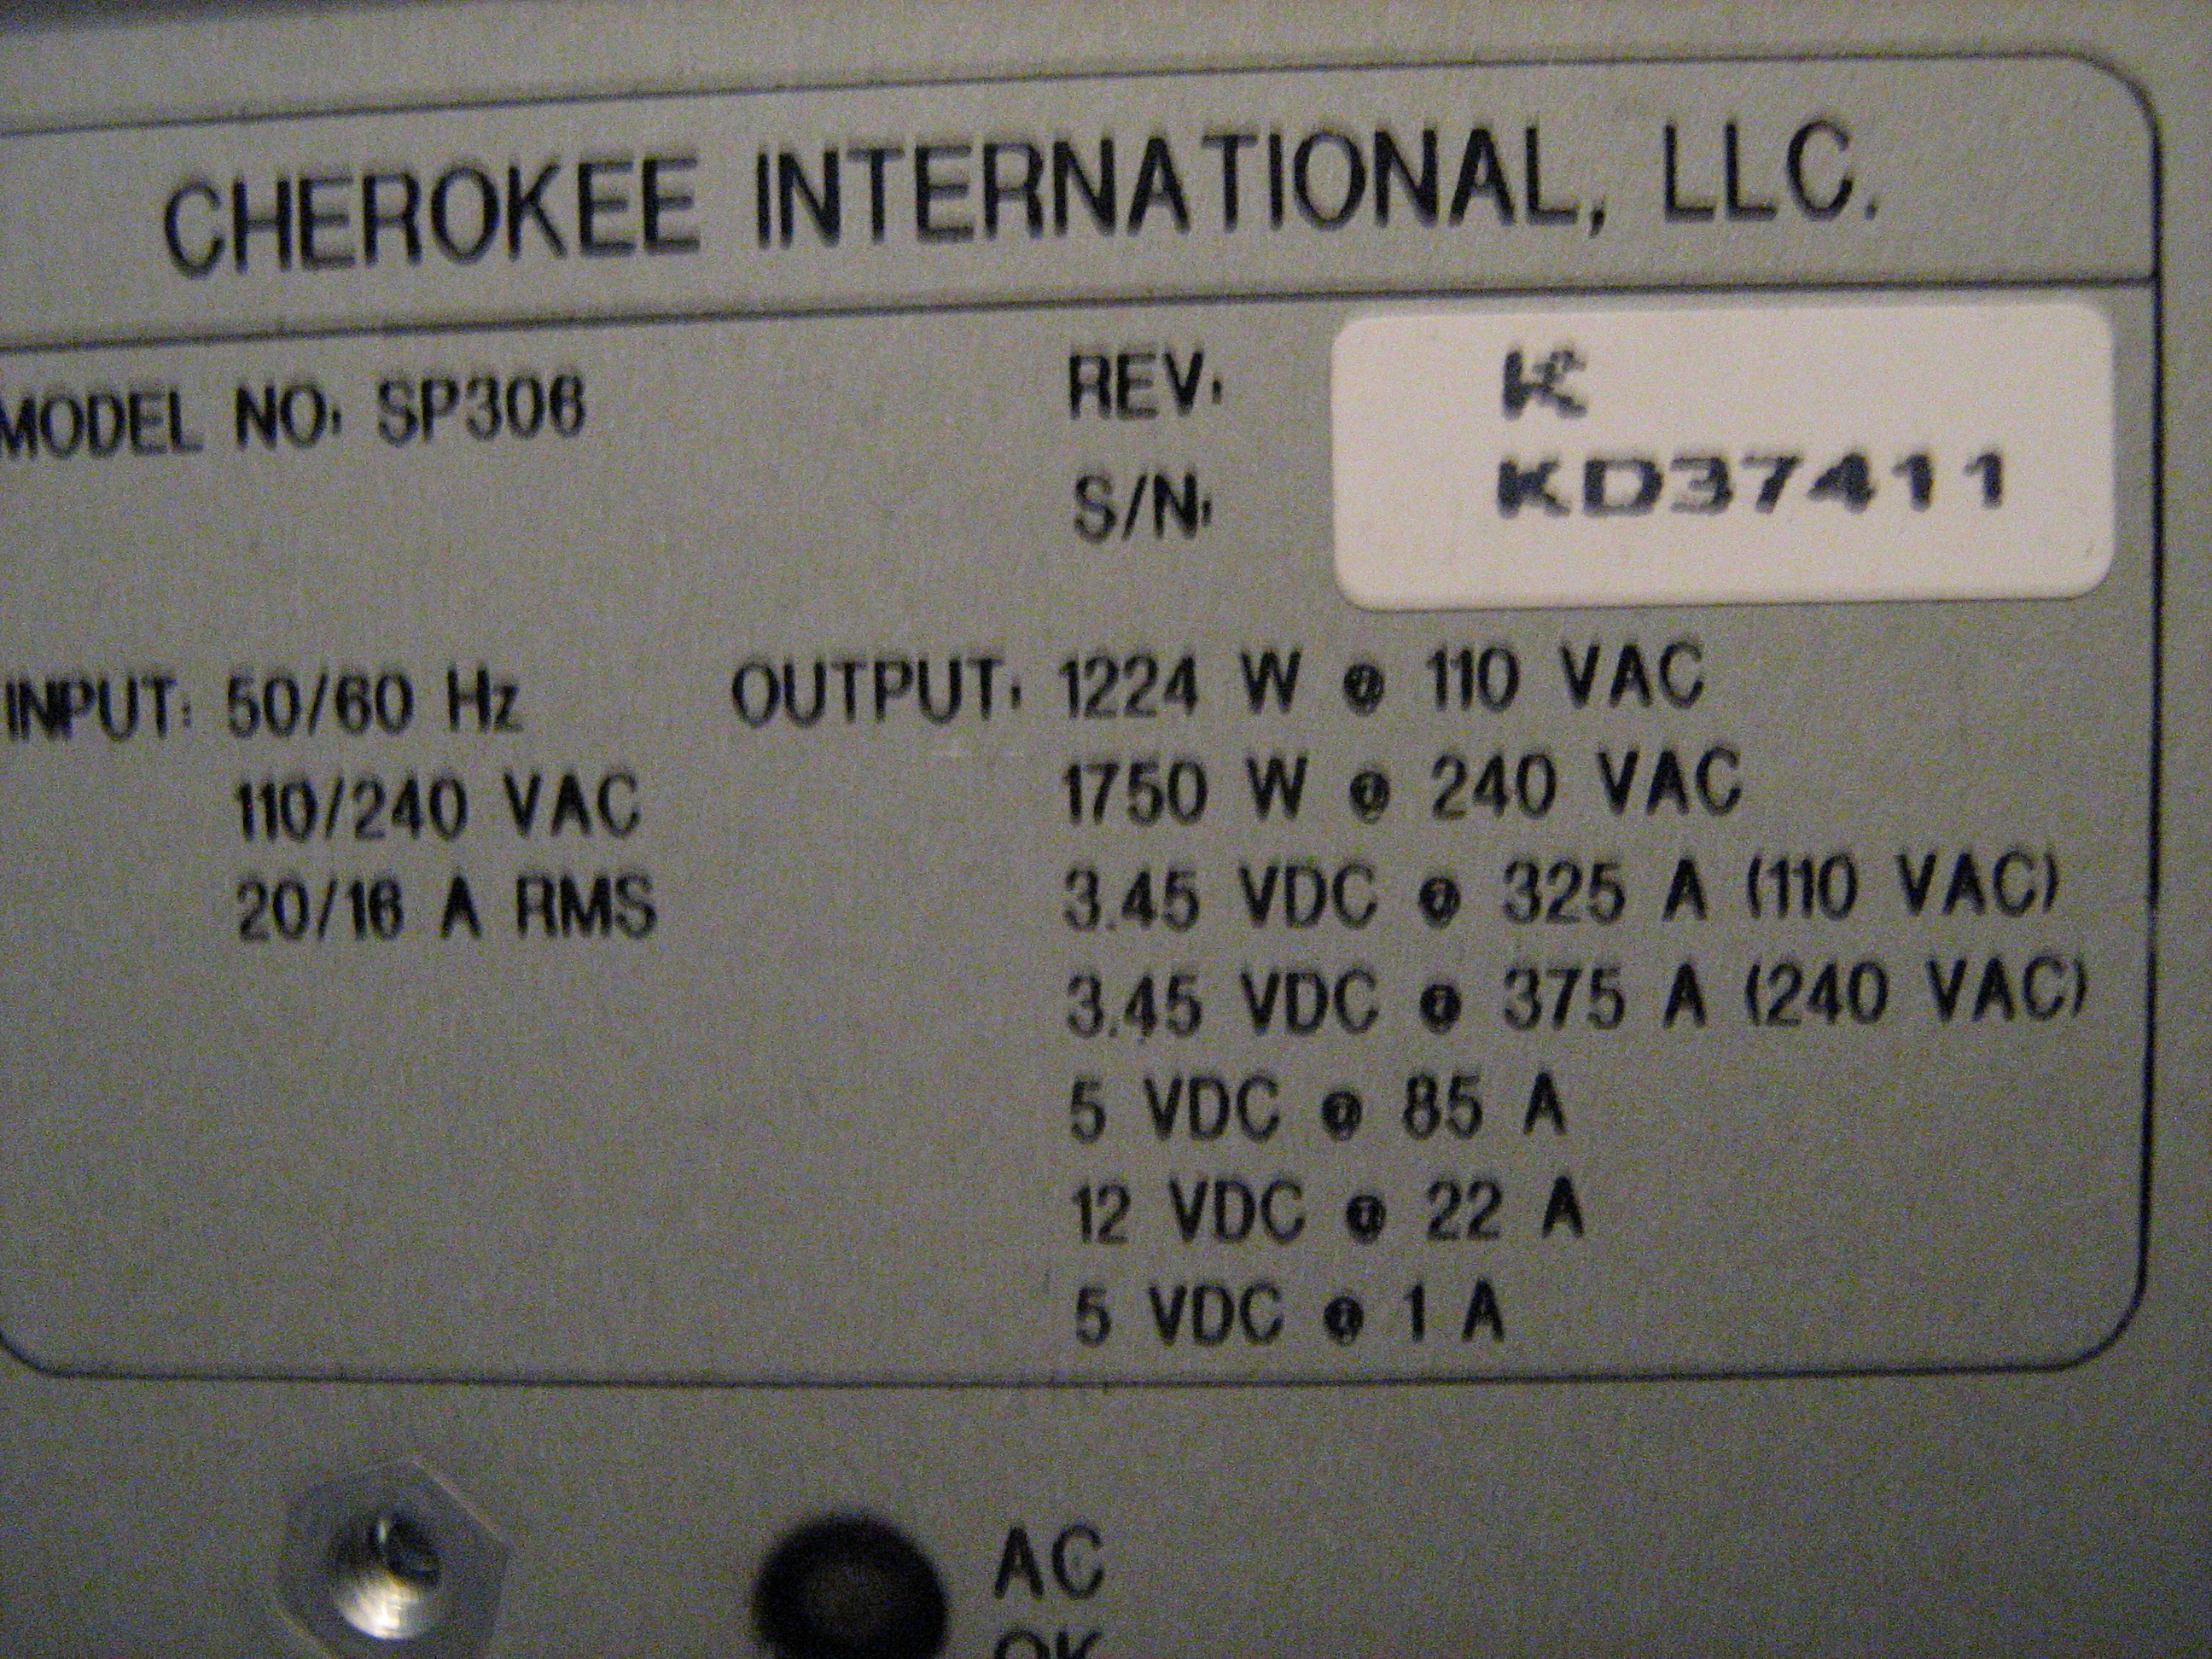 CHEROKEE INTERNATIONAL, LLC.
MODEL NO: SP306
REV: K
S/N: KD37411
INPUT: 50/60 Hz
110/240 VAC
20/16 A RMS
OUTPUT: 1224 W @ 110 VAC
1750 W @ 240 VAC
3.45 VDC @ 325 A (110 VAC)
3.45 VDC @ 375 A (240 VAC)
5 VDC @ 85 A
12 VDC @ 22 A
5 VDC @ 1 A
AC
OK